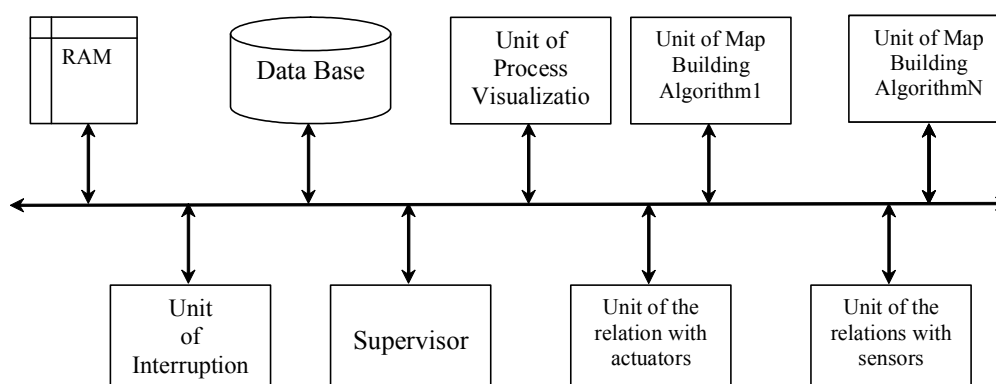 RAM
Data Base
Unit of
Process
Visualizatio
Unit of Map
Building
Algorithm1
Unit of Map
Building
AlgorithmN
Unit
of
Interruption
Supervisor
Unit of the
relation with
actuators
Unit of the
relations with
sensors